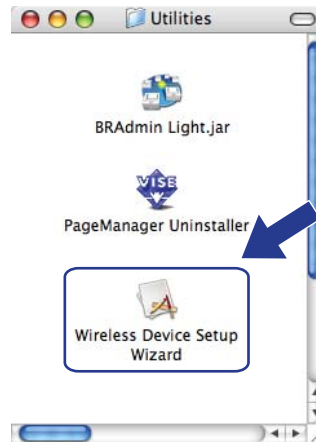 Utilities
BRAdmin Light.jar
VISE
PageManager Uninstaller
Wireless Device Setup
Wizard